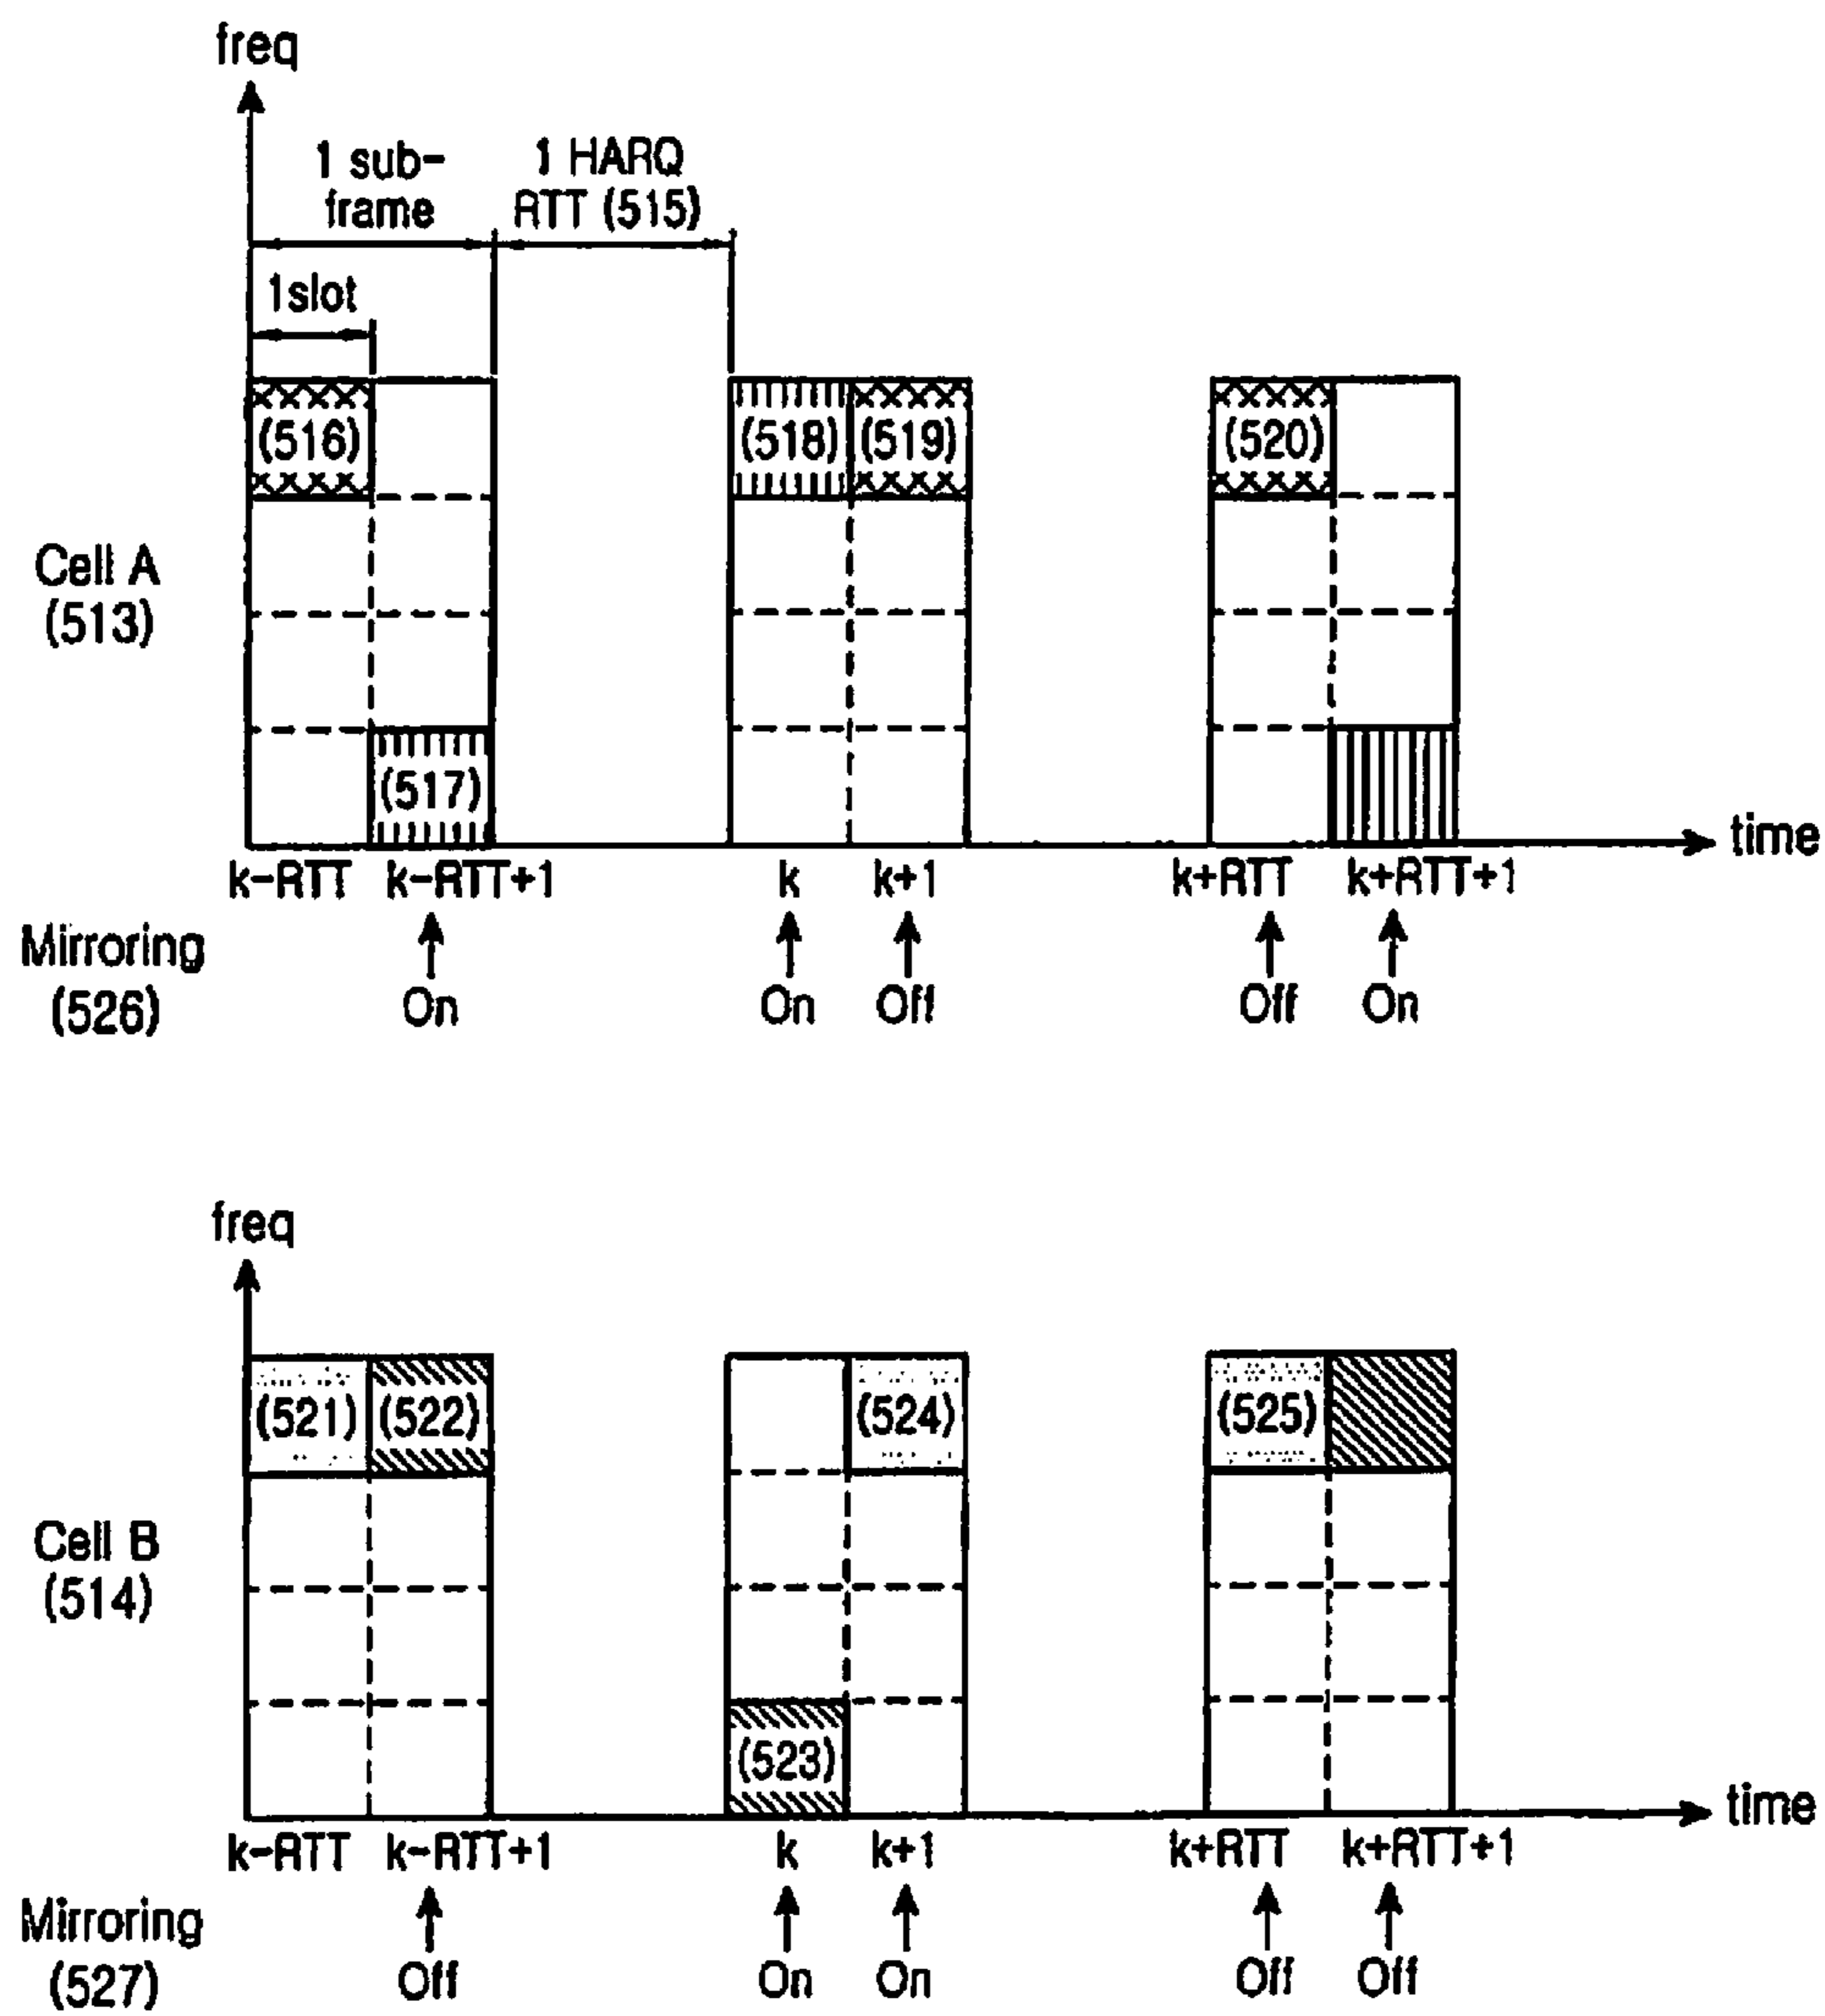 freq
1 sub-
frame
1 HARQ
RTT (515)
1slot
(516)
(518)
(519)
(520)
Cell A
(513)
(517)
time
k-RTT
k-RTT+1
k
k+1
k+RTT
k+RTT+1
Mirroring
(526)
On
On
Off
Off
On
freq
(521)
(522)
(524)
(525)
Cell B
(514)
(523)
time
k-RTT
k-RTT+1
k
k+1
k+RTT
k+RTT+1
Mirroring
(527)
Off
On
On
Off
Off